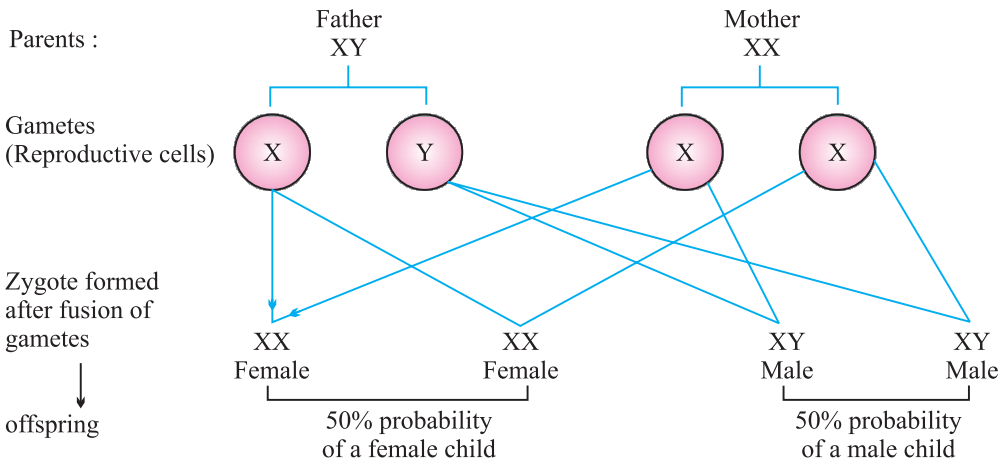 Parents :
Father
XY
Mother
XX
Gametes
(Reproductive cells)
X
Y
X
X
Zygote formed
after fusion of
gametes
offspring
XX
Female
XX
Female
XY
Male
XY
Male
50% probability
of a female child
50% probability
of a male child